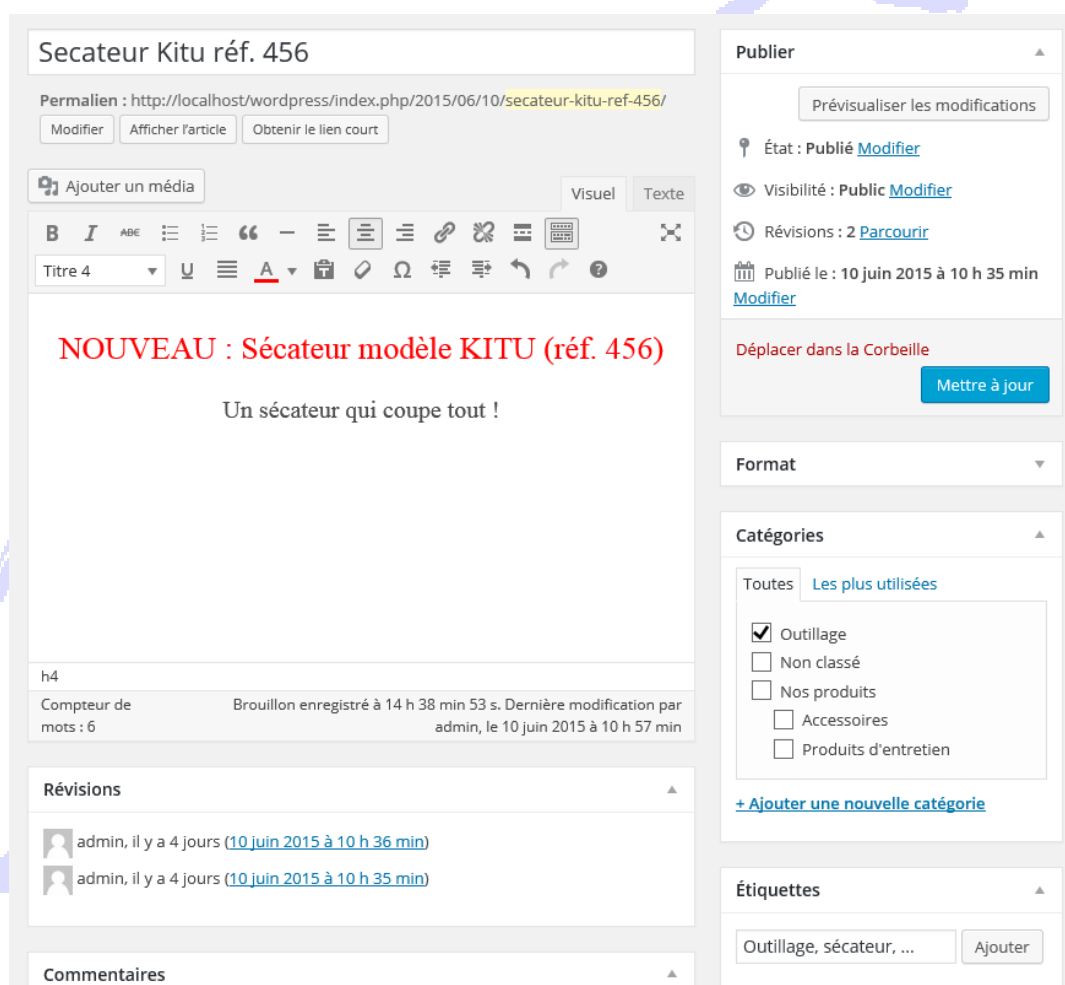 Secateur Kitu réf. 456
Permalien : http://localhost/wordpress/index.php/2015/06/10/secateur-kitu-ref-456/
Modifier
Afficher l'article
Obtenir le lien court
Ajouter un média
Visuel
Texte
B I ABE
Titre 4
U A Ω
NOUVEAU : Sécateur modèle KITU (réf. 456)
Un sécateur qui coupe tout !
h4
Compteur de
mots : 6
Brouillon enregistré à 14 h 38 min 53 s. Dernière modification par
admin, le 10 juin 2015 à 10 h 57 min
Révisions
admin, il y a 4 jours (10 juin 2015 à 10 h 36 min)
admin, il y a 4 jours (10 juin 2015 à 10 h 35 min)
Commentaires
Publier
Prévisualiser les modifications
État : Publié Modifier
Visibilité : Public Modifier
Révisions : 2 Parcourir
Publié le : 10 juin 2015 à 10 h 35 min
Modifier
Déplacer dans la Corbeille
Mettre à jour
Format
Catégories
Toutes
Les plus utilisées
Outillage
Non classé
Nos produits
Accessoires
Produits d'entretien
+ Ajouter une nouvelle catégorie
Étiquettes
Outillage, sécateur, ...
Ajouter